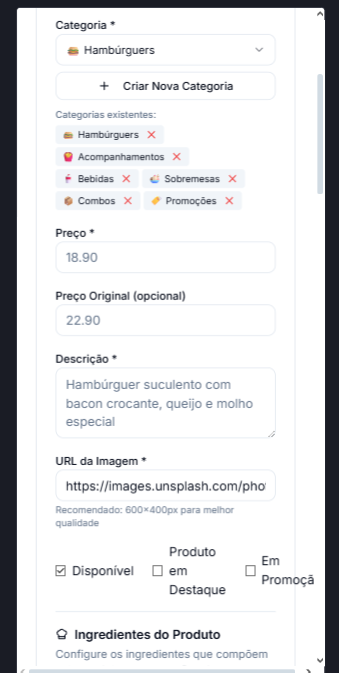 Categoria *
Hambúrguers
+ Criar Nova Categoria
Categorias existentes:
Hambúrguers ×
Acompanhamentos ×
Bebidas × Sobremesas ×
Combos × Promoções ×
Preço *
18.90
Preço Original (opcional)
22.90
Descrição *
Hambúrguer suculento com
bacon crocante, queijo e molho
especial
URL da Imagem *
https://images.unsplash.com/pho
Recomendado: 600×400px para melhor
qualidade
Disponível
Produto
em
Destaque
Em
Promoçã
Ingredientes do Produto
Configure os ingredientes que compõem